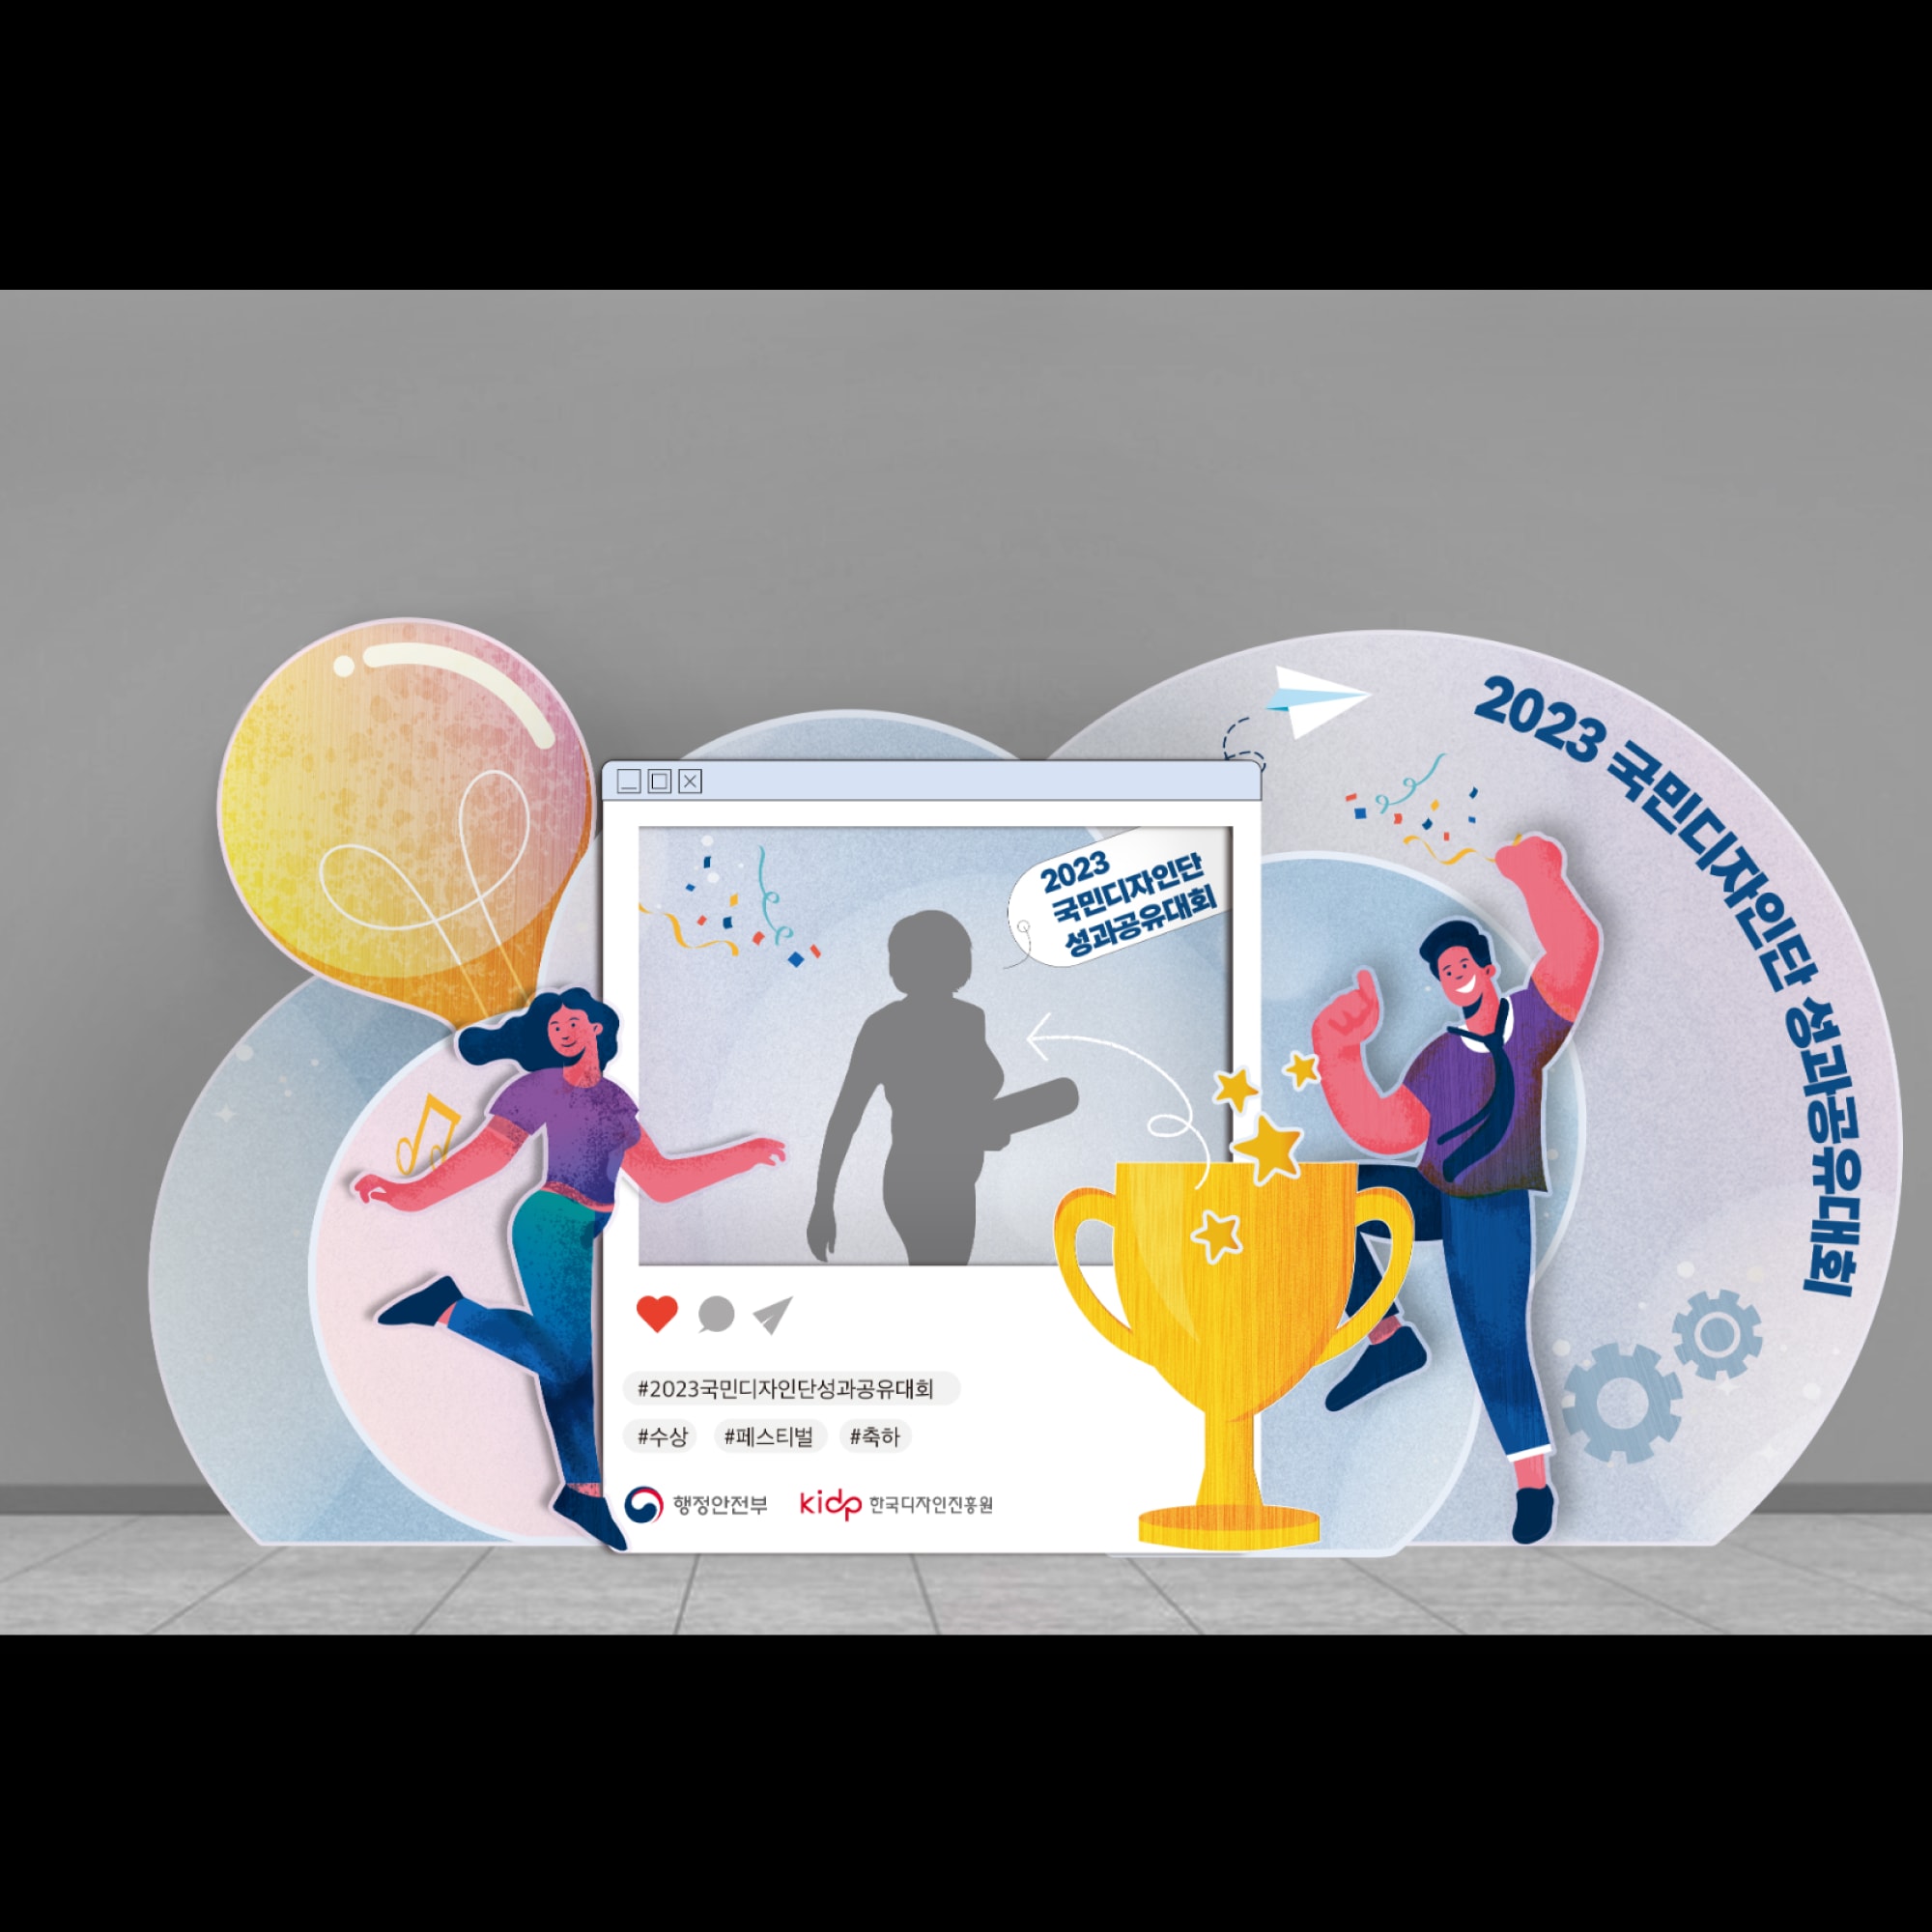 2023 국민디자인단 성과공유대회
2023
국민디자인단
성과공유대회
#2023국민디자인단성과공유대회
#수상 #페스티벌 #축하
행정안전부 kidp 한국디자인진흥원